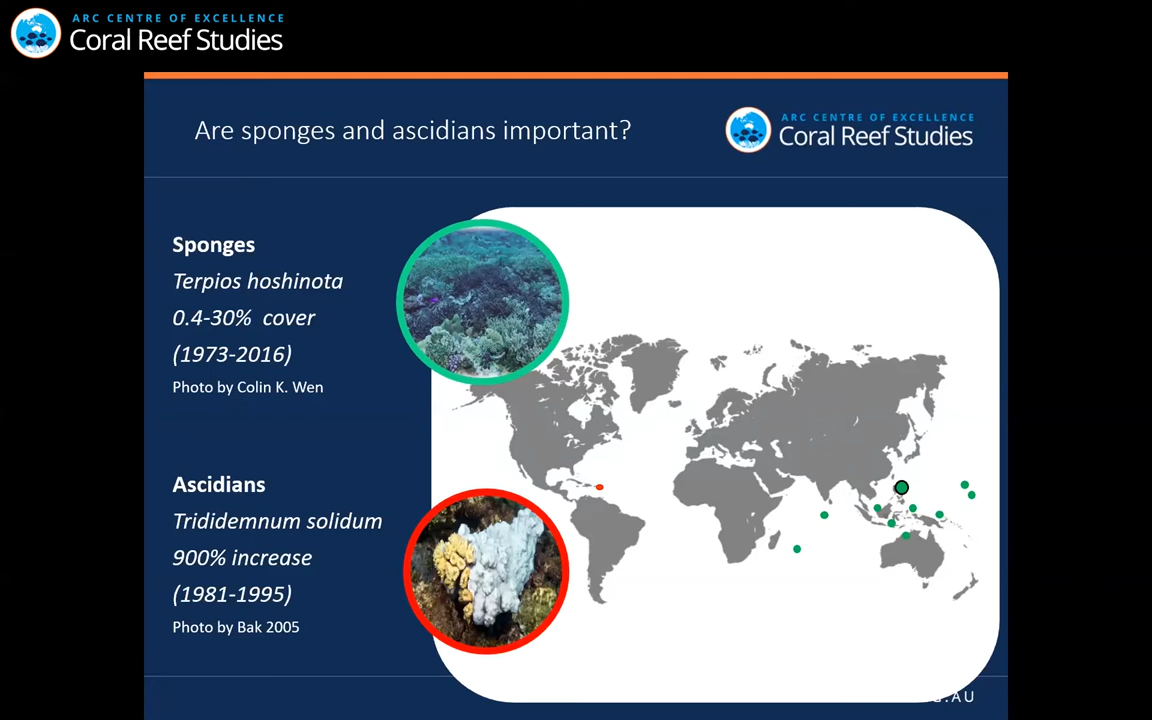 ARC CENTRE OF EXCELLENCE
Coral Reef Studies
Are sponges and ascidians important?
ARC CENTRE OF EXCELLENCE
Coral Reef Studies
Sponges
Terpios hoshinota
0.4-30% cover
(1973-2016)
Photo by Colin K. Wen
Ascidians
Trididemnum solidum
900% increase
(1981-1995)
Photo by Bak 2005
.AU